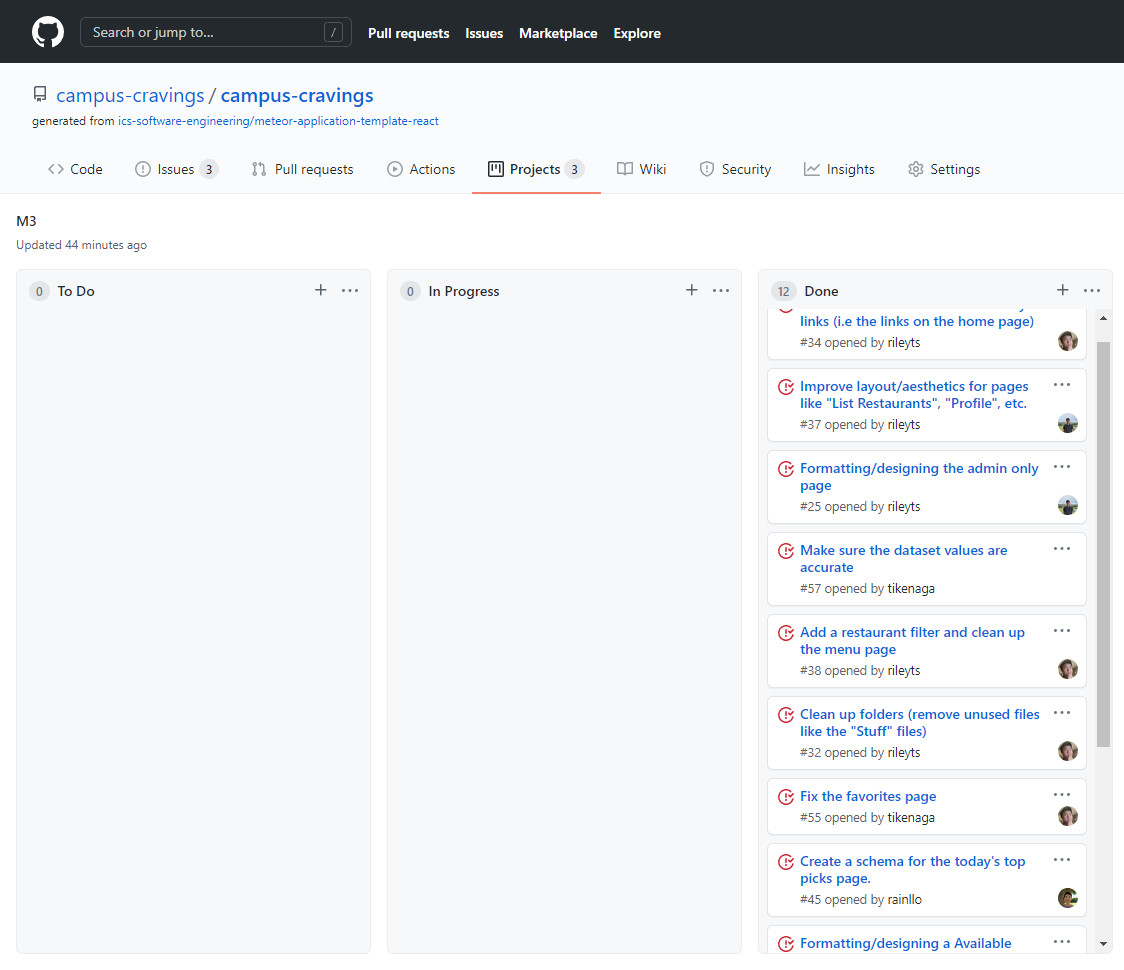 Search or jump to... /
Pull requests Issues Marketplace Explore
campus-cravings / campus-cravings
generated from ics-software-engineering/meteor-application-template-react
Code Issues 3 Pull requests Actions Projects 3 Wiki Security Insights Settings
M3
Updated 44 minutes ago
0 To Do
0 In Progress
12 Done
links (i.e the links on the home page)
#34 opened by rileyts
Improve layout/aesthetics for pages
like "List Restaurants", "Profile", etc.
#37 opened by rileyts
Formatting/designing the admin only
page
#25 opened by rileyts
Make sure the dataset values are
accurate
#57 opened by tikenaga
Add a restaurant filter and clean up
the menu page
#38 opened by rileyts
Clean up folders (remove unused files
like the "Stuff" files)
#32 opened by rileyts
Fix the favorites page
#55 opened by tikenaga
Create a schema for the today's top
picks page.
#45 opened by rainllo
Formatting/designing a Available